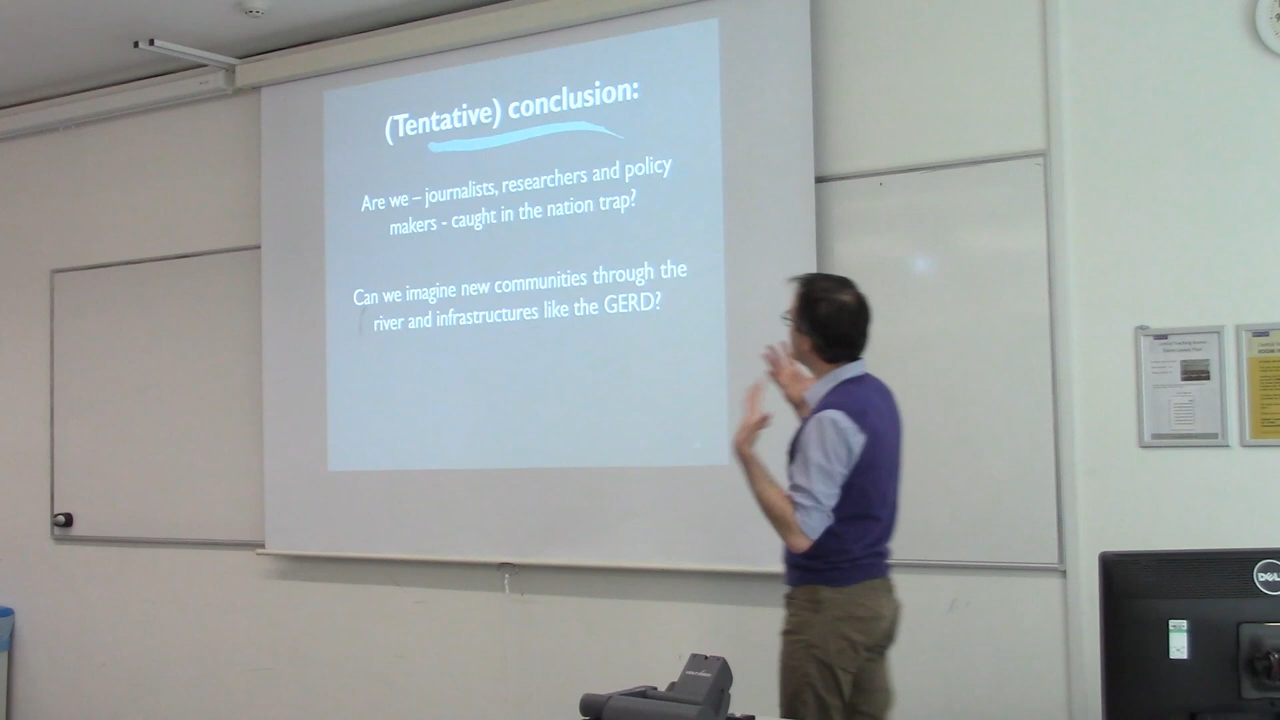 (Tentative) conclusion:
Are we – journalists, researchers and policy
makers - caught in the nation trap?
Can we imagine new communities through the
river and infrastructures like the GERD?
DELL